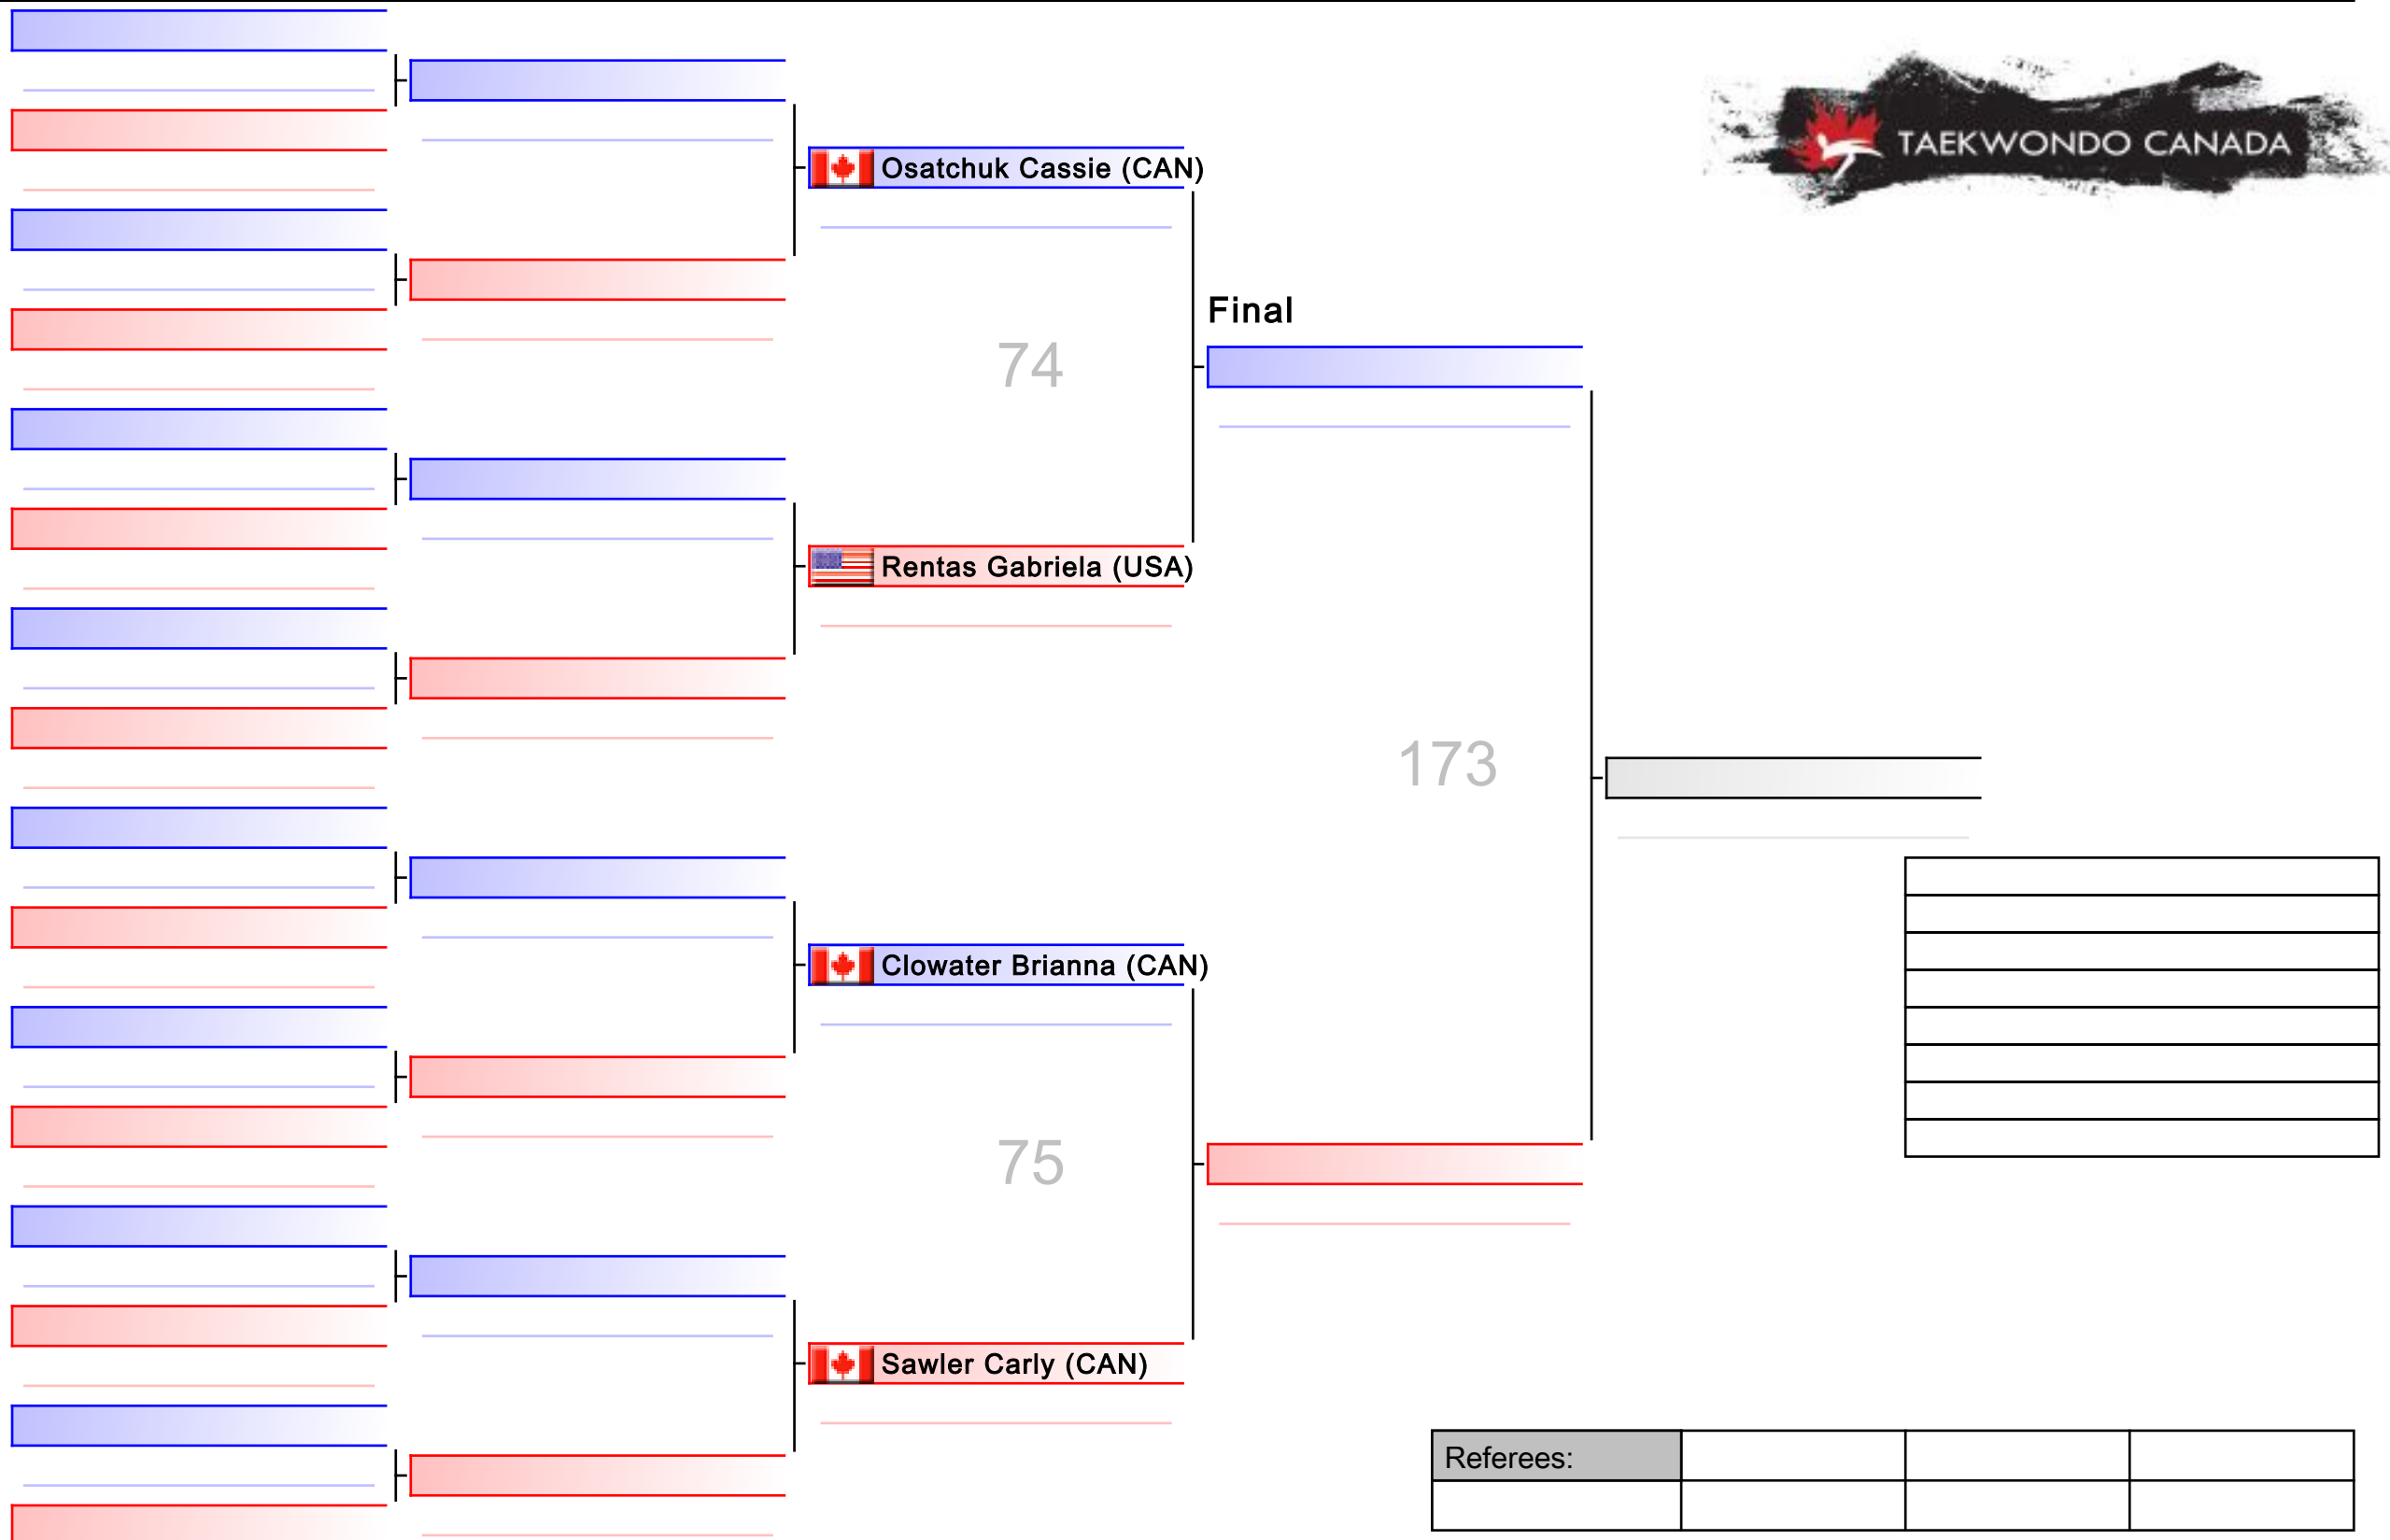 TAEKWONDO CANADA
Osatchuk Cassie (CAN)
Final
74
Rentas Gabriela (USA)
173
Clowater Brianna (CAN)
75
Sawler Carly (CAN)
Referees: